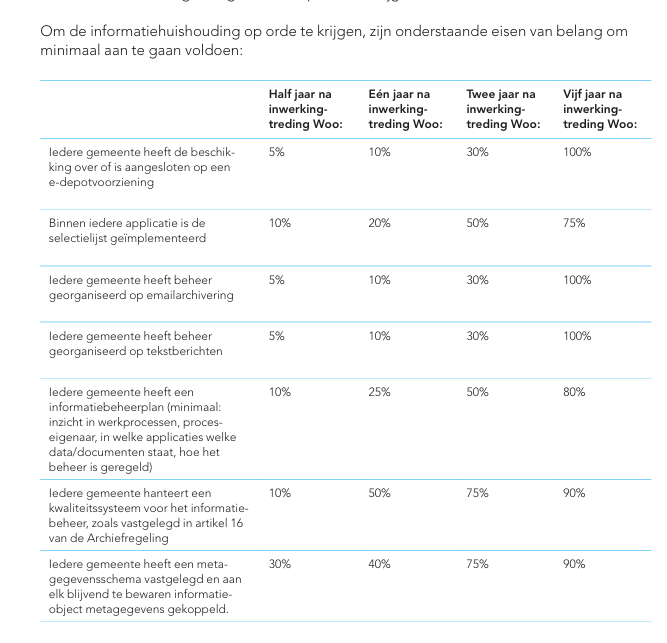 Om de informatiehuishouding op orde te krijgen, zijn onderstaande eisen van belang om
minimaal aan te gaan voldoen:
Half jaar na
inwerking-
treding Woo:
Eén jaar na
inwerking-
treding Woo:
Twee jaar na
inwerking-
treding Woo:
Vijf jaar na
inwerking-
treding Woo:
Iedere gemeente heeft de beschik-
king over of is aangesloten op een
e-depotvoorziening
5%
10%
30%
100%
Binnen iedere applicatie is de
selectielijst geïmplementeerd
10%
20%
50%
75%
Iedere gemeente heeft beheer
georganiseerd op emailarchivering
5%
10%
30%
100%
Iedere gemeente heeft beheer
georganiseerd op tekstberichten
5%
10%
30%
100%
Iedere gemeente heeft een
informatiebeheerplan (minimaal:
inzicht in werkprocessen, proces-
eigenaar, in welke applicaties welke
data/documenten staat, hoe het
beheer is geregeld)
10%
25%
50%
80%
Iedere gemeente hanteert een
kwaliteitssysteem voor het informatie-
beheer, zoals vastgelegd in artikel 16
van de Archiefregeling
10%
50%
75%
90%
Iedere gemeente heeft een meta-
gegevensschema vastgelegd en aan
elk blijvend te bewaren informatie-
object metagegevens gekoppeld.
30%
40%
75%
90%